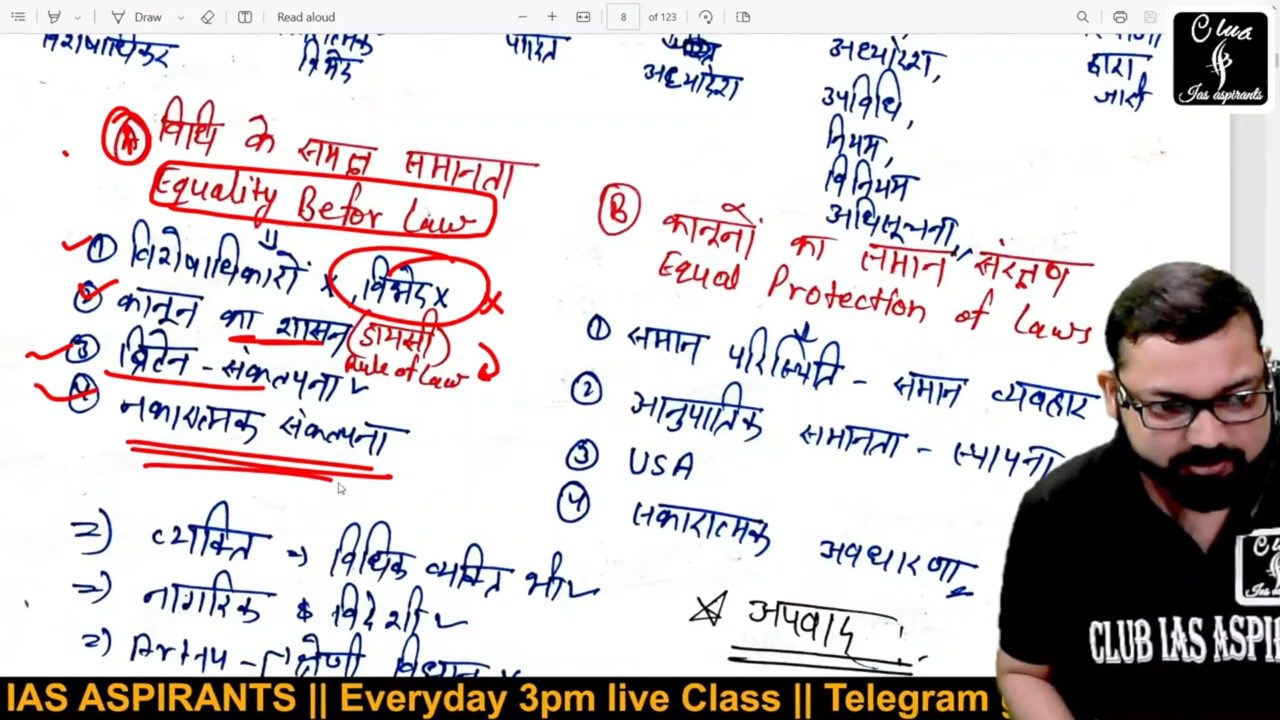 Draw
Read aloud
8 of 123
Club
Ias aspirants
विभेद
पारित
अध्यादेश
अध्यादेश,
उपविधि,
नियम,
विनियम
अधिसूचना,
द्वारा
जारी
A विधि के समक्ष समानता
Equality Befor Law
① विशेषाधिकारों x, विभेद x
② कानून का शासन (डायसी)
Rule of Law
③ ब्रिटेन - संकल्पना
④ नकारात्मक संकल्पना
=) व्यक्ति => विधिक व्यक्ति भी
=) नागरिक & विदेशी
B कानूनों का समान संरक्षण
Equal Protection of Laws
① समान परिस्थिति - समान व्यवहार
② आनुपातिक समानता - स्थापना
③ USA
④ सकारात्मक अवधारणा
अपवाद
CLUB IAS ASPIRA
IAS ASPIRANTS || Everyday 3pm live Class || Telegram g